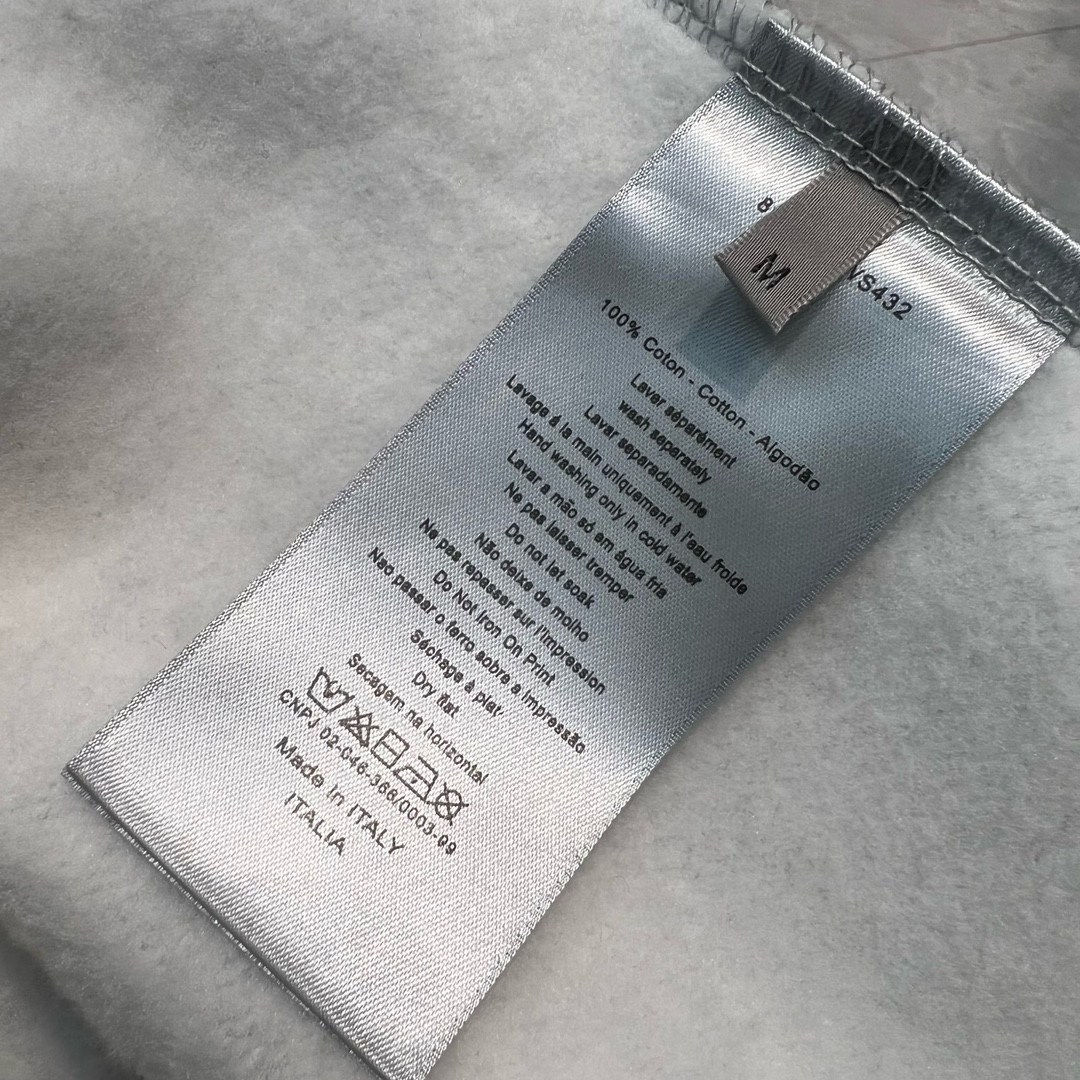 8
M
VS432
100% Coton - Cotton - Algodão
Laver séparément
wash separately
Lavar separadamente
Lavage à la main uniquement à l'eau froide
Hand washing only in cold water
Lavar a mão só em água fria
Ne pas laisser tremper
Do not let soak
Não deixe de molho
Ne pas repasser sur l'impression
Do Not Iron On Print
Nao passar o ferro sobre a impressão
Séchage à plat
Dry flat
Sacagem na horizontal
CNPJ 02-046-366/0003-99
Made in ITALY
ITALIA